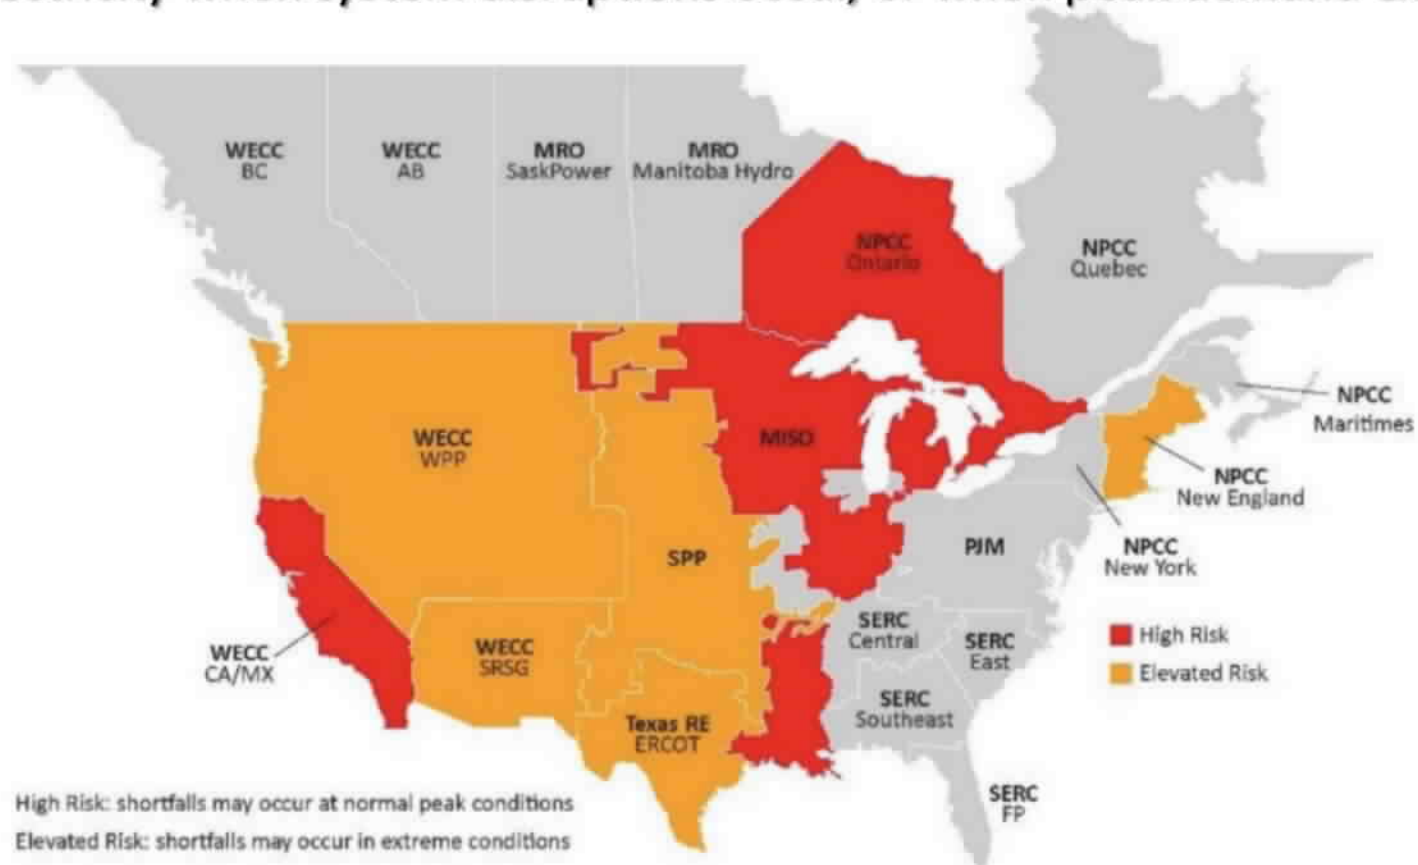 WECC
BC
WECC
AB
MRO
SaskPower
MRO
Manitoba Hydro
NPCC
Ontario
NPCC
Quebec
NPCC
Maritimes
WECC
WPP
MISO
NPCC
New England
SPP
PJM
NPCC
New York
WECC
CA/MX
WECC
SRSG
SERC
Central
SERC
East
High Risk
Elevated Risk
SERC
Southeast
Texas RE
ERCOT
SERC
FP
High Risk: shortfalls may occur at normal peak conditions
Elevated Risk: shortfalls may occur in extreme conditions